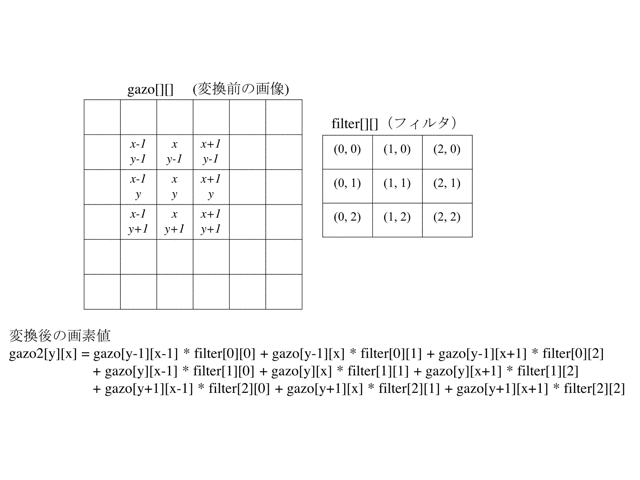 gazo[][] (変換前の画像)
filter[][]（フィルタ）
x-1 x x+1
y-1 y-1 y-1
x-1 x x+1
y y y
x-1 x x+1
y+1 y+1 y+1
(0, 0) (1, 0) (2, 0)
(0, 1) (1, 1) (2, 1)
(0, 2) (1, 2) (2, 2)
変換後の画素値
gazo2[y][x] = gazo[y-1][x-1] * filter[0][0] + gazo[y-1][x] * filter[0][1] + gazo[y-1][x+1] * filter[0][2]
+ gazo[y][x-1] * filter[1][0] + gazo[y][x] * filter[1][1] + gazo[y][x+1] * filter[1][2]
+ gazo[y+1][x-1] * filter[2][0] + gazo[y+1][x] * filter[2][1] + gazo[y+1][x+1] * filter[2][2]